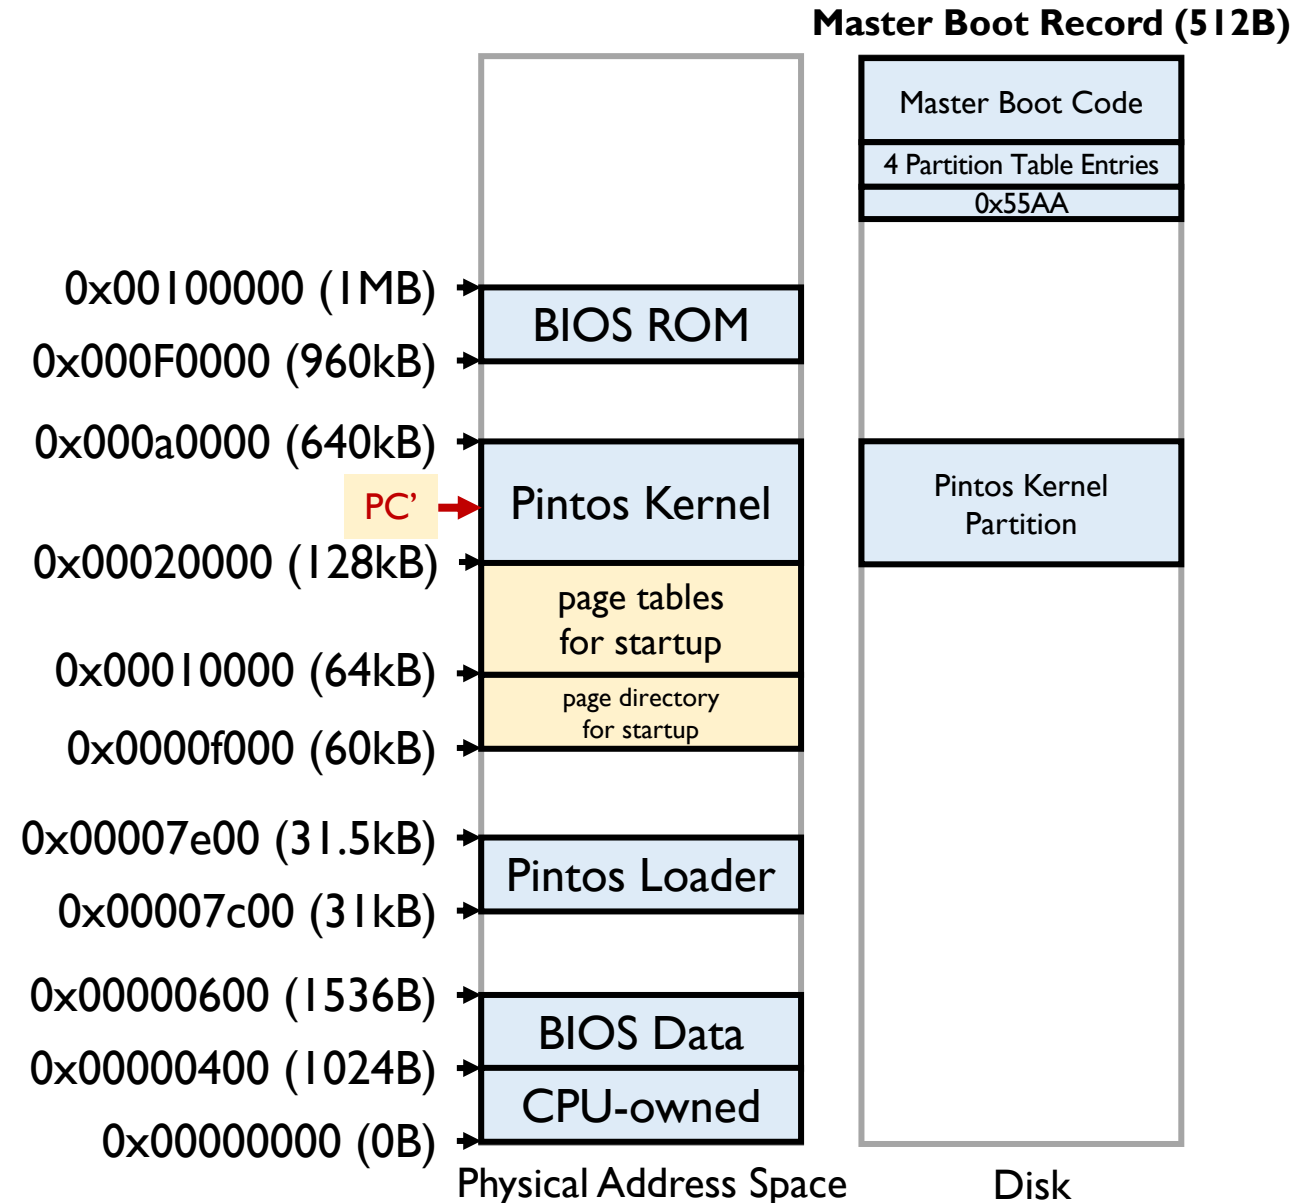 Master Boot Record (512B)
Master Boot Code
4 Partition Table Entries
0x55AA
0x00100000 (1MB)
BIOS ROM
0x000F0000 (960kB)
0x000a0000 (640kB)
PC’
Pintos Kernel
Pintos Kernel
Partition
0x00020000 (128kB)
page tables
for startup
0x00010000 (64kB)
page directory
for startup
0x0000f000 (60kB)
0x00007e00 (31.5kB)
Pintos Loader
0x00007c00 (31kB)
0x00000600 (1536B)
BIOS Data
0x00000400 (1024B)
CPU-owned
0x00000000 (0B)
Physical Address Space
Disk